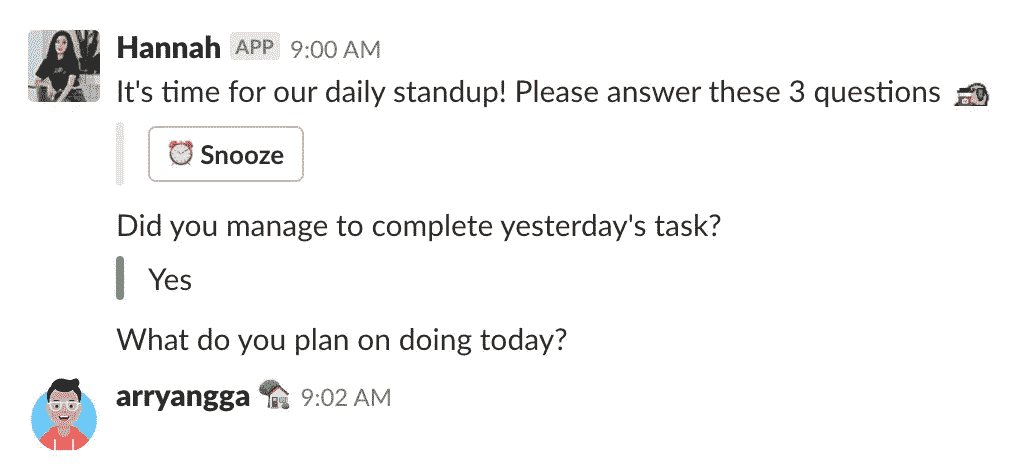 Hannah APP 9:00 AM
It's time for our daily standup! Please answer these 3 questions
Snooze
Did you manage to complete yesterday's task?
Yes
What do you plan on doing today?
arryangga 9:02 AM